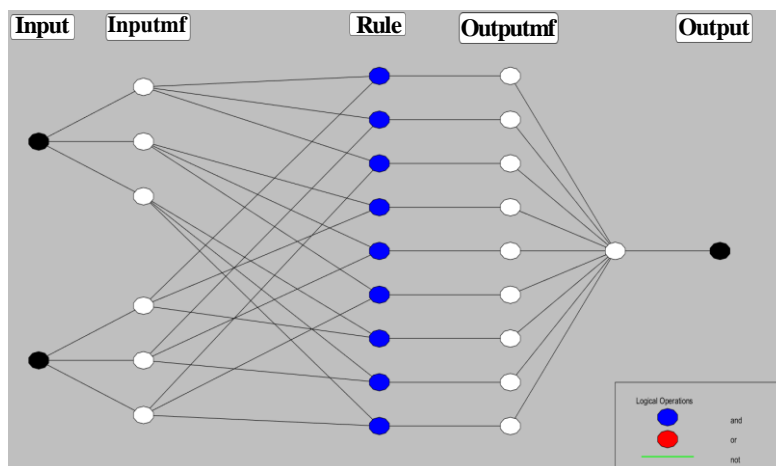 Input
Inputmf
Rule
Outputmf
Output
Logical Operations
and
or
not